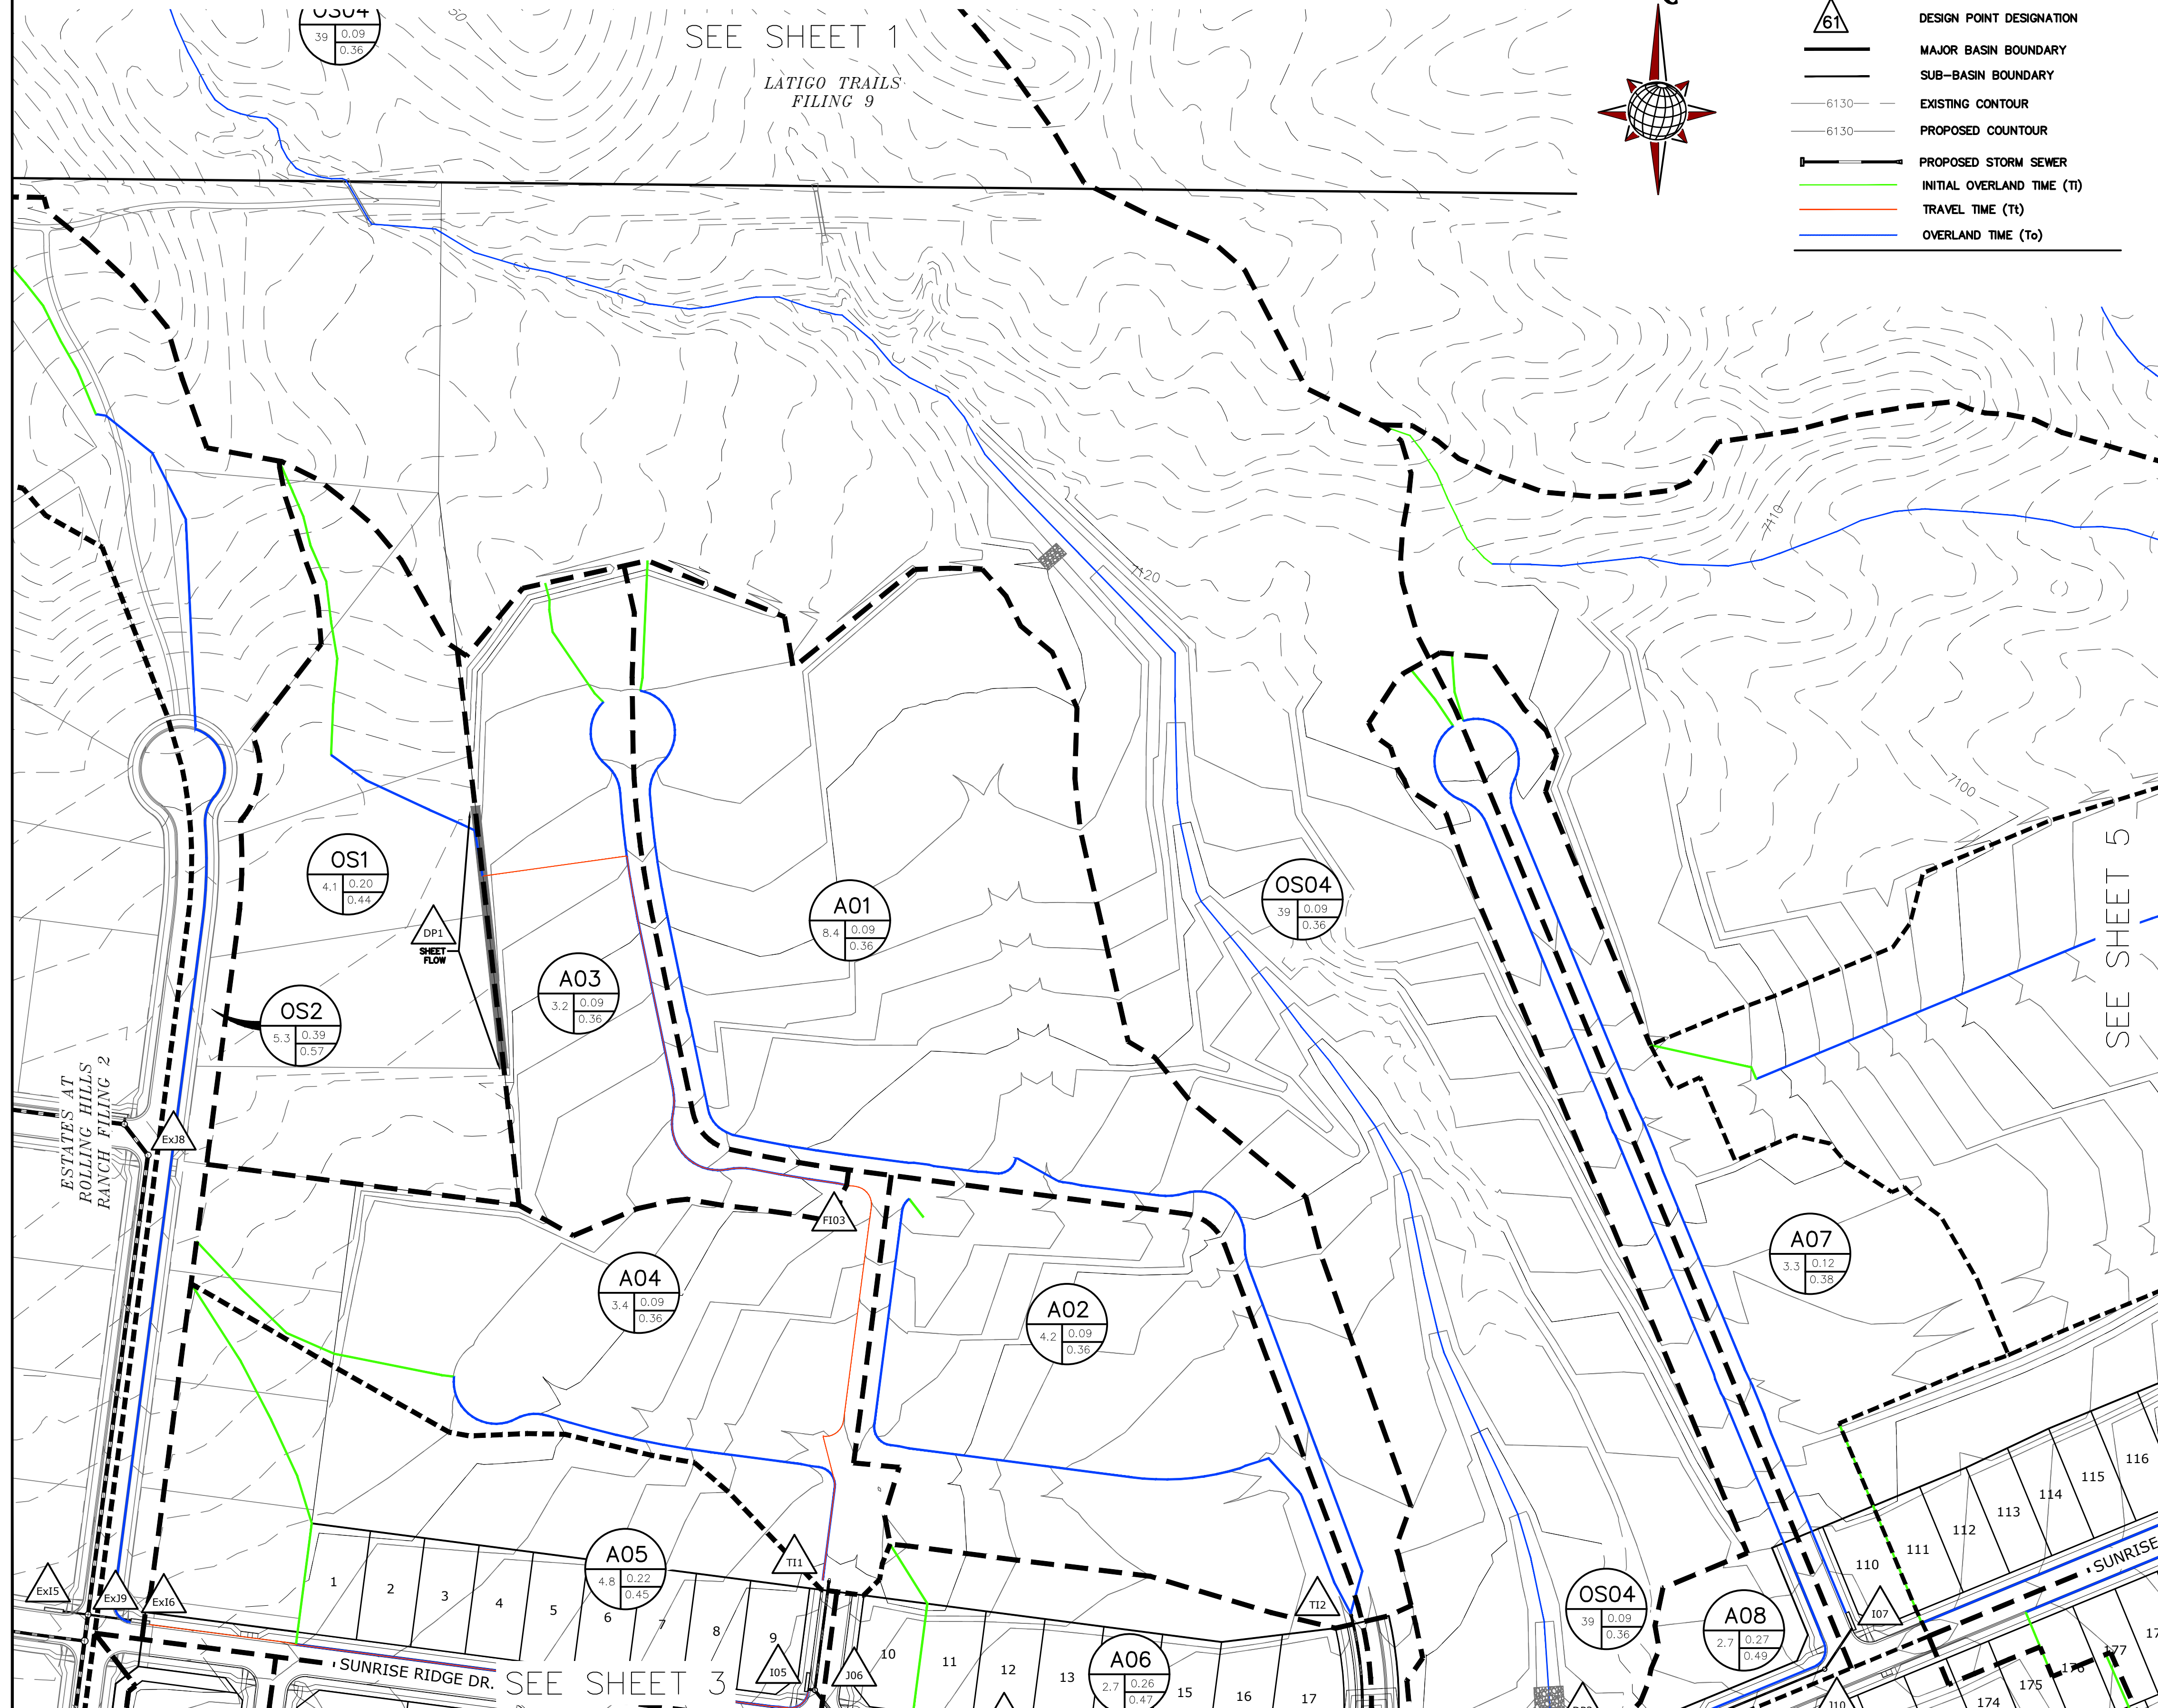 OS04
39 0.09
0.36
50
SEE SHEET 1
LATIGO TRAILS
FILING 9
61 DESIGN POINT DESIGNATION
MAJOR BASIN BOUNDARY
SUB-BASIN BOUNDARY
6130 EXISTING CONTOUR
6130 PROPOSED COUNTOUR
PROPOSED STORM SEWER
INITIAL OVERLAND TIME (Ti)
TRAVEL TIME (Tt)
OVERLAND TIME (To)
7110
7120
7100
SEE SHEET 5
OS1
4.1 0.20
0.44
DP1
SHEET
FLOW
A01
8.4 0.09
0.36
OS04
39 0.09
0.36
A03
3.2 0.09
0.36
OS2
5.3 0.39
0.57
ESTATES AT
ROLLING HILLS
RANCH FILING 2
ExJ8
FI03
A04
3.4 0.09
0.36
A02
4.2 0.09
0.36
A07
3.3 0.12
0.38
A05
4.8 0.22
0.45
TI1
TI2
ExI5
ExJ9
ExI6
1
2
3
4
5
6
7
8
9
10
11
12
13
15
16
17
I05
J06
A06
2.7 0.26
0.47
OS04
39 0.09
0.36
A08
2.7 0.27
0.49
I07
110
111
112
113
114
115
116
SUNRISE
174
175
176
177
17
J10
SUNRISE RIDGE DR.
SEE SHEET 3